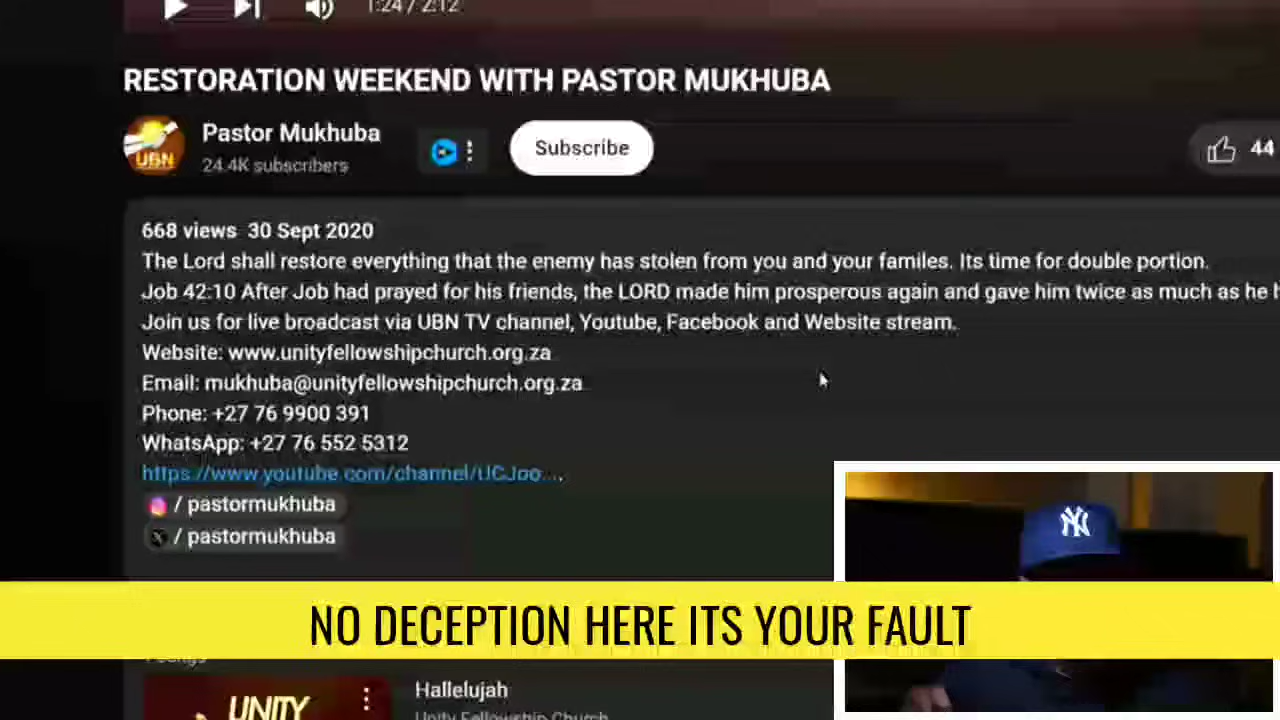 1:24 / 2:12
RESTORATION WEEKEND WITH PASTOR MUKHUBA
Pastor Mukhuba
24.4K subscribers
UBN
Subscribe
44
668 views 30 Sept 2020
The Lord shall restore everything that the enemy has stolen from you and your familes. Its time for double portion.
Job 42:10 After Job had prayed for his friends, the LORD made him prosperous again and gave him twice as much as he h
Join us for live broadcast via UBN TV channel, Youtube, Facebook and Website stream.
Website: www.unityfellowshipchurch.org.za
Email: mukhuba@unityfellowshipchurch.org.za
Phone: +27 76 9900 391
WhatsApp: +27 76 552 5312
https://www.youtube.com/channel/UCJoo...
/ pastormukhuba
/ pastormukhuba
NY
NO DECEPTION HERE ITS YOUR FAULT
Hallelujah
UNITY
Unity Fellowship Church